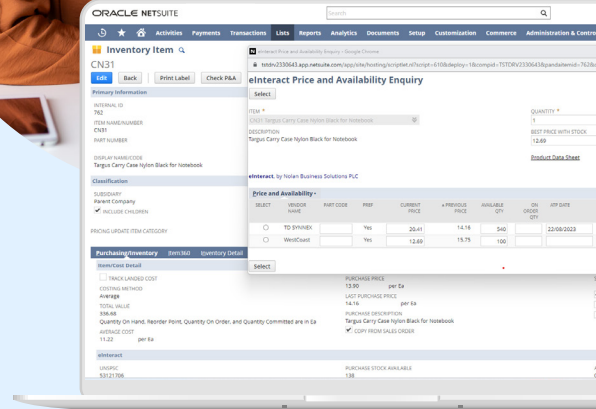 ORACLE NETSUITE
Search
Activities Payments Transactions Lists Reports Analytics Documents Setup Customization Commerce Administration & Contro
Inventory Item
CN31
Edit Back Print Label Check P&A
Primary Information
INTERNAL ID
762
ITEM NAME/NUMBER
CN31
PART NUMBER
DISPLAY NAME/CODE
Targus Carry Case Nylon Black for Notebook
Classification
SUBSIDIARY
Parent Company
INCLUDE CHILDREN
PRICING UPDATE ITEM CATEGORY
Purchasing/Inventory Item360 Inventory Detail
Item/Cost Detail
TRACK LANDED COST
COSTING METHOD
Average
TOTAL VALUE
336.68
Quantity On Hand, Reorder Point, Quantity On Order, and Quantity Committed are in Ea
AVERAGE COST
11.22 per Ea
eInteract
UNSPSC
53121706
eInteract Price and Availability Enquiry - Google Chrome
eInteract Price and Availability Enquiry
Select
ITEM *
CN31 Targus Carry Case Nylon Black for Notebook
DESCRIPTION
Targus Carry Case Nylon Black for Notebook
QUANTITY *
1
BEST PRICE WITH STOCK
12.69
Product Data Sheet
eInteract, by Nolan Business Solutions PLC
Price and Availability •
SELECT VENDOR NAME PART CODE PREF CURRENT PRICE PREVIOUS PRICE AVAILABLE QTY ON ORDER QTY ATP DATE
TD SYNNEX Yes 20.41 14.16 540 22/08/2023
WestCoast Yes 12.69 15.75 100
Select
PURCHASE PRICE
13.90 per Ea
LAST PURCHASE PRICE
14.16 per Ea
PURCHASE DESCRIPTION
Targus Carry Case Nylon Black for Notebook
COPY FROM SALES ORDER
PURCHASE STOCK AVAILABLE
138